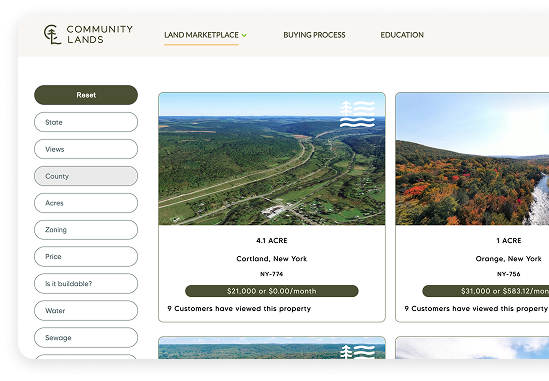 COMMUNITY
LANDS
LAND MARKETPLACE
BUYING PROCESS
EDUCATION
Reset
State
Views
County
Acres
Zoning
Price
Is it buildable?
Water
Sewage
4.1 ACRE
Cortland, New York
NY-774
$21,000 or $0.00/month
9 Customers have viewed this property
1 ACRE
Orange, New York
NY-756
$31,000 or $583.12/mon
9 Customers have viewed this property